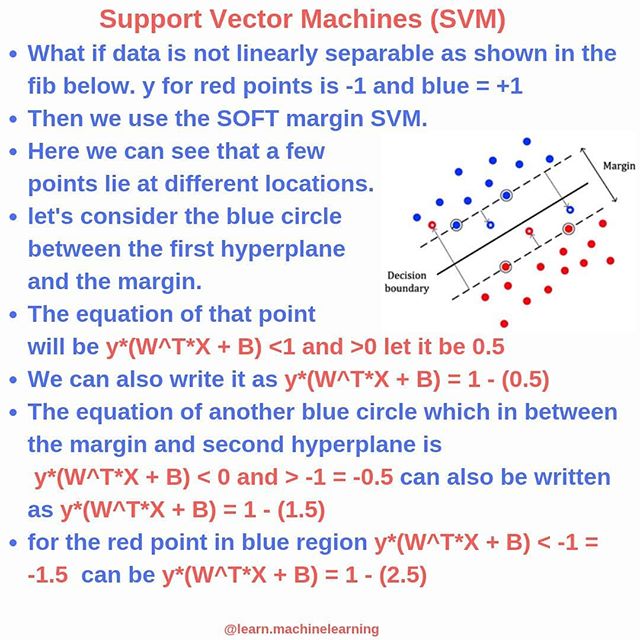 Support Vector Machines (SVM)
• What if data is not linearly separable as shown in the
fib below. y for red points is -1 and blue = +1
• Then we use the SOFT margin SVM.
• Here we can see that a few
points lie at different locations.
• let's consider the blue circle
between the first hyperplane
and the margin.
• The equation of that point
will be y*(W^T*X + B) <1 and >0 let it be 0.5
• We can also write it as y*(W^T*X + B) = 1 - (0.5)
• The equation of another blue circle which in between
the margin and second hyperplane is
y*(W^T*X + B) < 0 and > -1 = -0.5 can also be written
as y*(W^T*X + B) = 1 - (1.5)
• for the red point in blue region y*(W^T*X + B) < -1 =
-1.5 can be y*(W^T*X + B) = 1 - (2.5)
Margin
Decision
boundary
@learn.machinelearning